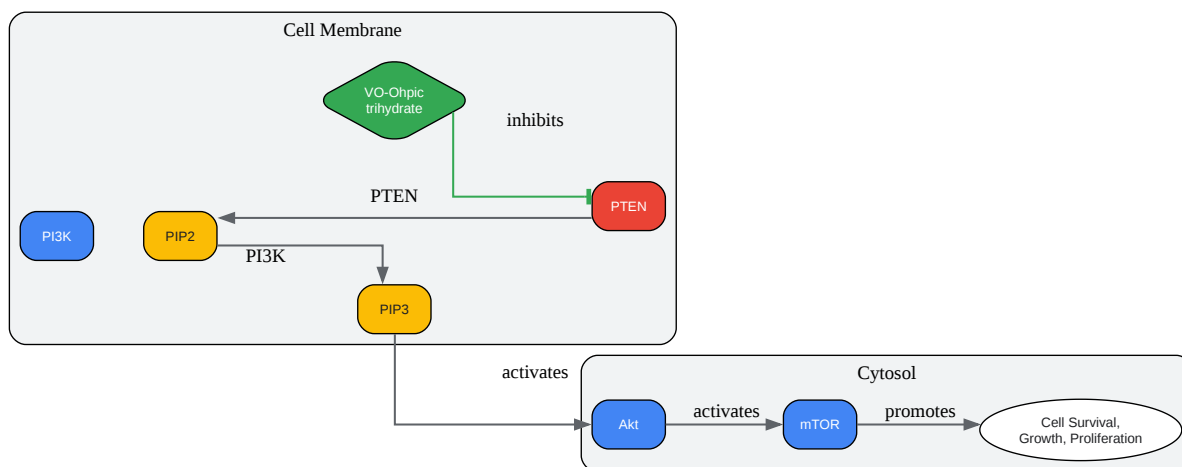 Cell Membrane
VO-Ohpic
trihydrate
inhibits
PTEN
PTEN
PI3K
PIP2
PI3K
PIP3
activates
Cytosol
Akt
activates
mTOR
promotes
Cell Survival,
Growth, Proliferation